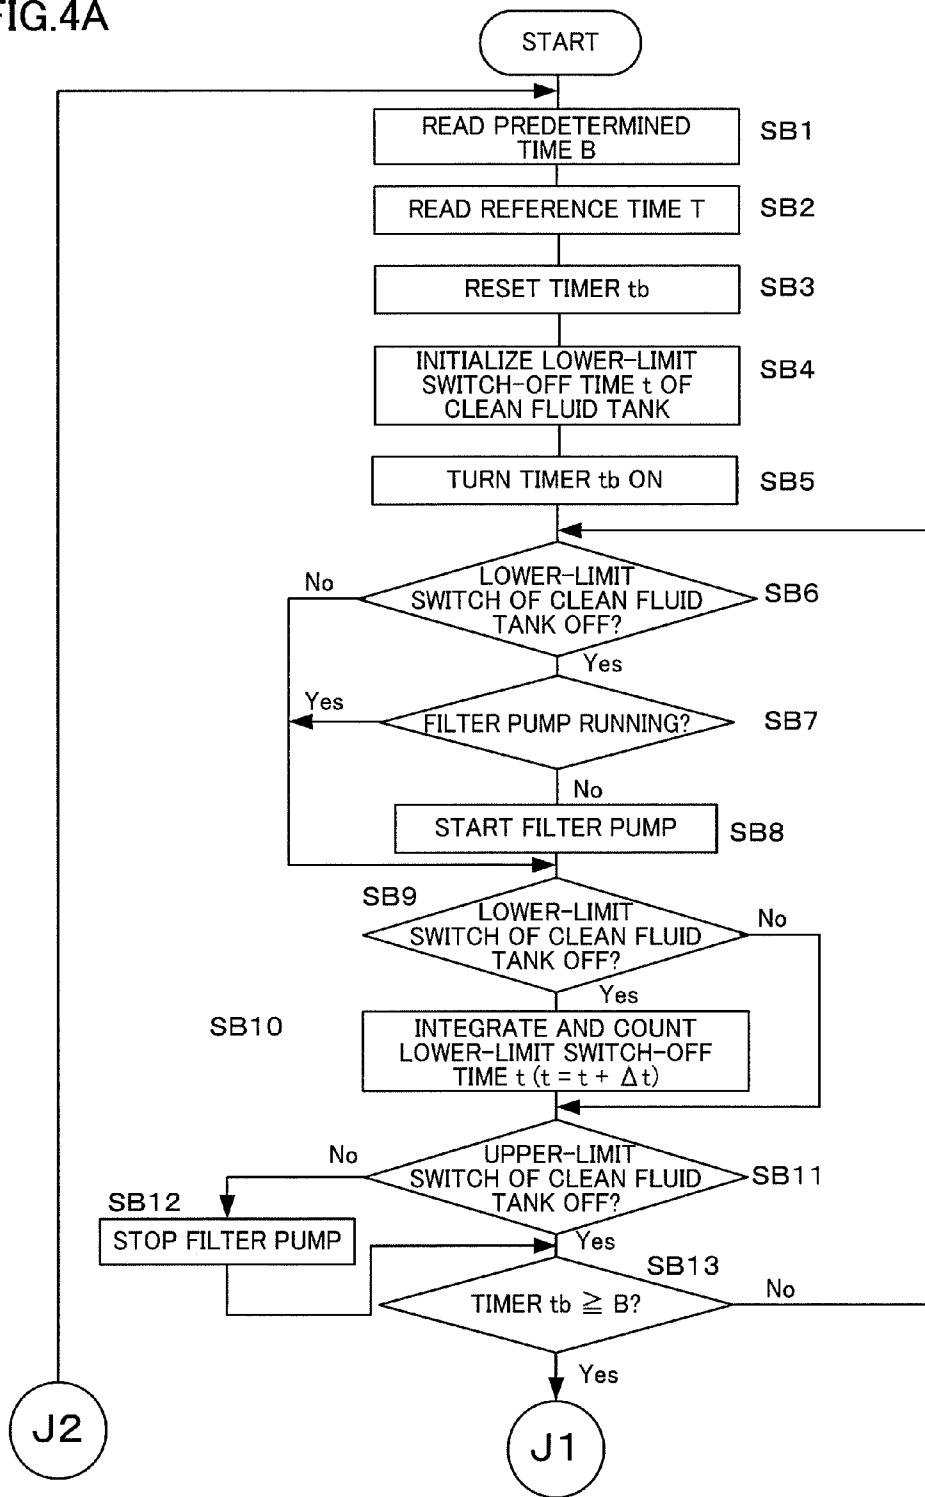 FIG.4A
START
READ PREDETERMINED
TIME B
SB1
READ REFERENCE TIME T
SB2
RESET TIMER tb
SB3
INITIALIZE LOWER-LIMIT
SWITCH-OFF TIME t OF
CLEAN FLUID TANK
SB4
TURN TIMER tb ON
SB5
No
LOWER-LIMIT
SWITCH OF CLEAN FLUID
TANK OFF?
SB6
Yes
Yes
FILTER PUMP RUNNING?
SB7
No
START FILTER PUMP
SB8
SB9
LOWER-LIMIT
SWITCH OF CLEAN FLUID
TANK OFF?
No
Yes
SB10
INTEGRATE AND COUNT
LOWER-LIMIT SWITCH-OFF
TIME t (t = t + Δt)
No
UPPER-LIMIT
SWITCH OF CLEAN FLUID
TANK OFF?
SB11
SB12
STOP FILTER PUMP
Yes
SB13
TIMER tb ≧ B?
No
Yes
J2
J1